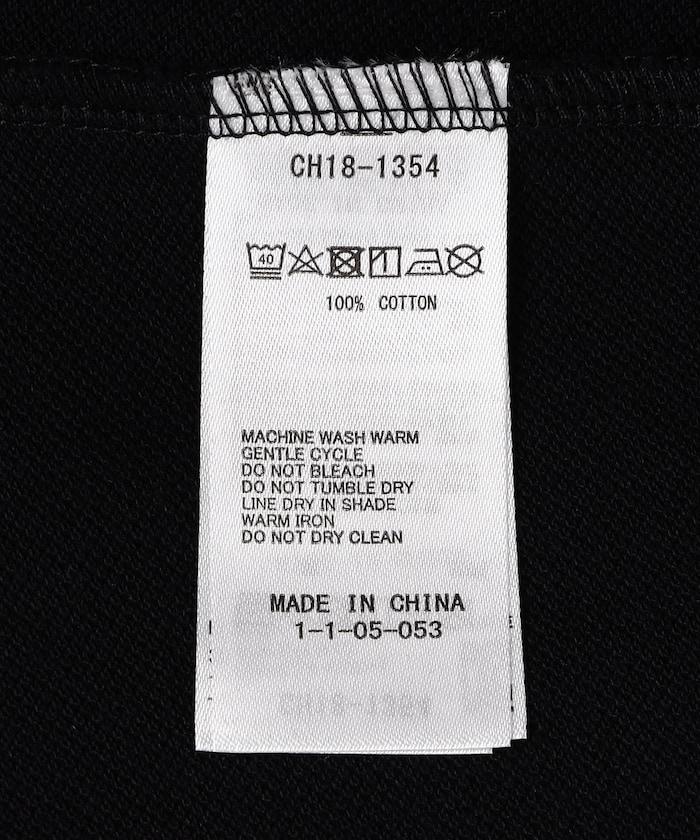 CH18-1354
40
100% COTTON
MACHINE WASH WARM
GENTLE CYCLE
DO NOT BLEACH
DO NOT TUMBLE DRY
LINE DRY IN SHADE
WARM IRON
DO NOT DRY CLEAN
MADE IN CHINA
1-1-05-053